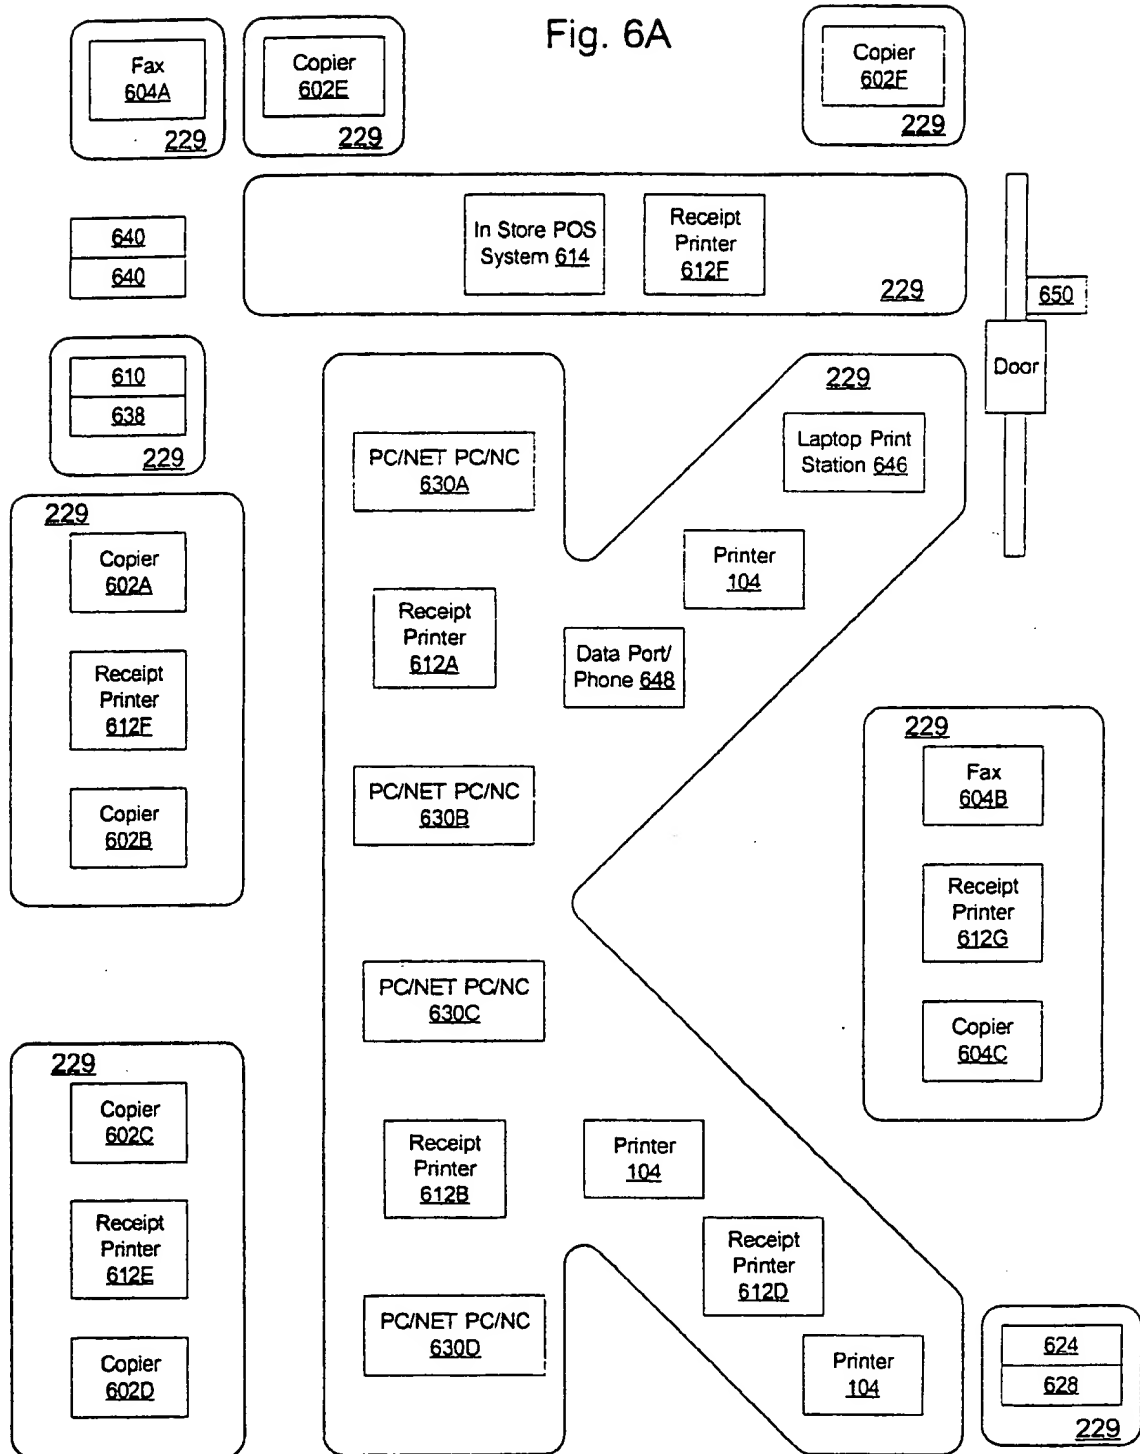 Fig. 6A
Fax
604A
229
Copier
602E
229
Copier
602F
229
In Store POS
System 614
Receipt
Printer
612F
229
640
640
650
Door
610
638
229
229
Copier
602A
Receipt
Printer
612F
Copier
602B
229
Copier
602C
Receipt
Printer
612E
Copier
602D
229
PC/NET PC/NC
630A
Laptop Print
Station 646
Printer
104
Receipt
Printer
612A
Data Port/
Phone 648
PC/NET PC/NC
630B
PC/NET PC/NC
630C
Receipt
Printer
612B
Printer
104
Receipt
Printer
612D
PC/NET PC/NC
630D
Printer
104
229
Fax
604B
Receipt
Printer
612G
Copier
604C
624
628
229